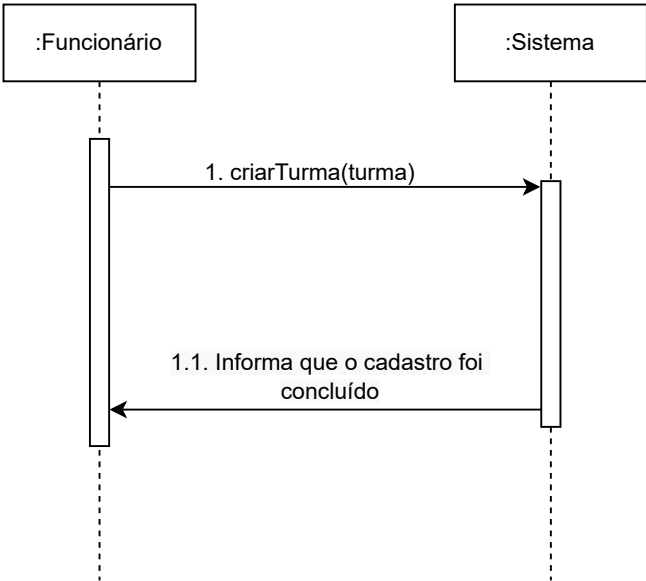 :Funcionário
:Sistema
1. criarTurma(turma)
1.1. Informa que o cadastro foi
concluído